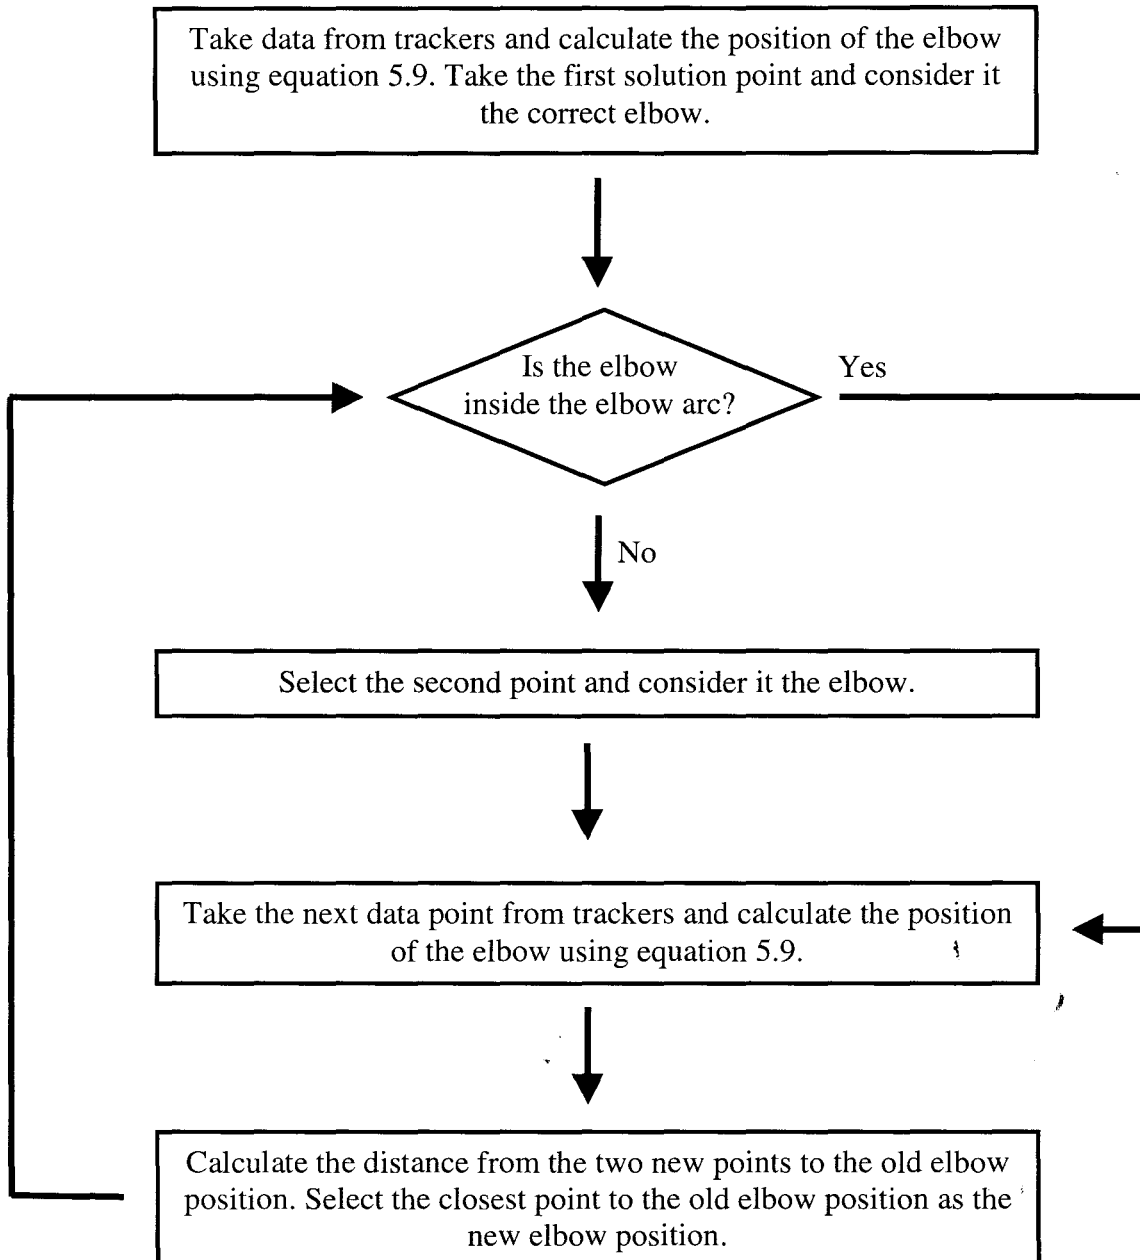 Take data from trackers and calculate the position of the elbow
using equation 5.9. Take the first solution point and consider it
the correct elbow.
Is the elbow
inside the elbow arc?
Yes
No
Select the second point and consider it the elbow.
Take the next data point from trackers and calculate the position
of the elbow using equation 5.9.
Calculate the distance from the two new points to the old elbow
position. Select the closest point to the old elbow position as the
new elbow position.